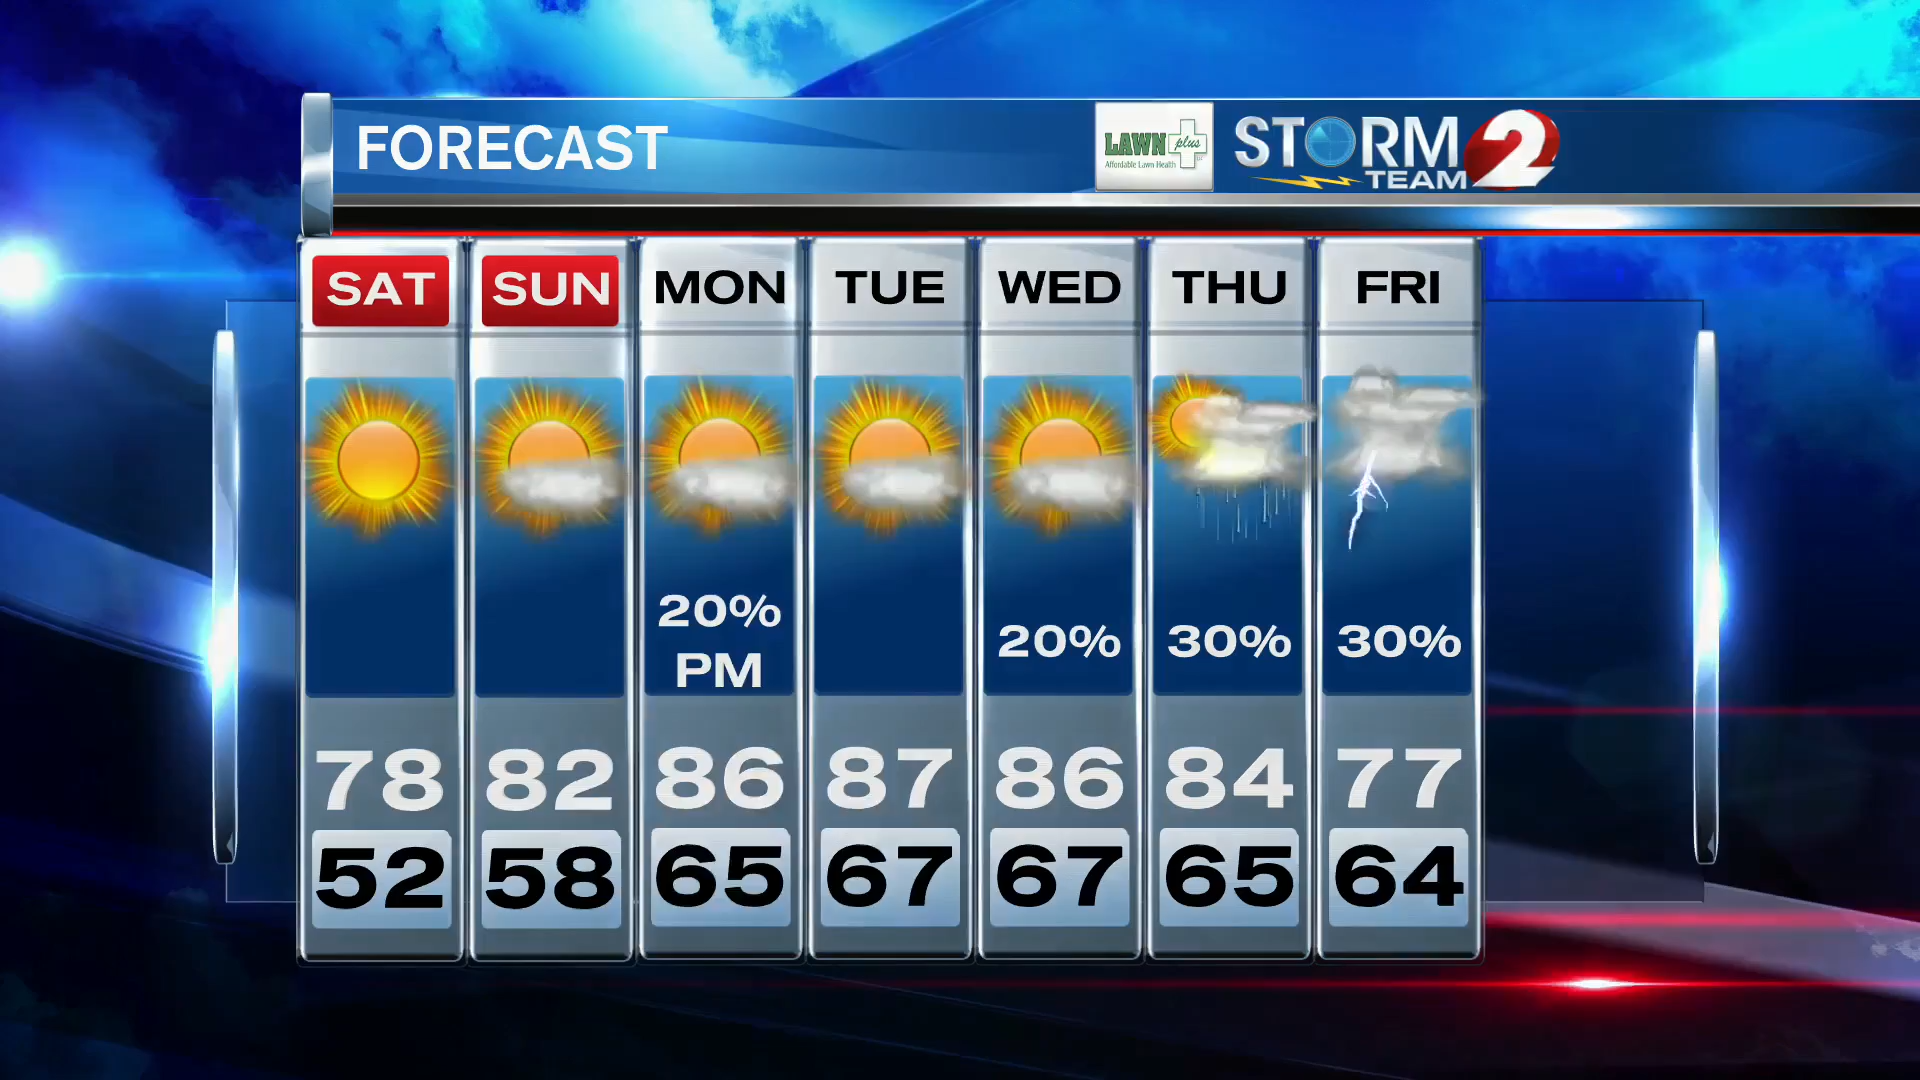 FORECAST
LAWN plus
Affordable Lawn Health
STORM
TEAM 2
SAT SUN MON TUE WED THU FRI
20% PM 20% 30% 30%
78 82 86 87 86 84 77
52 58 65 67 67 65 64